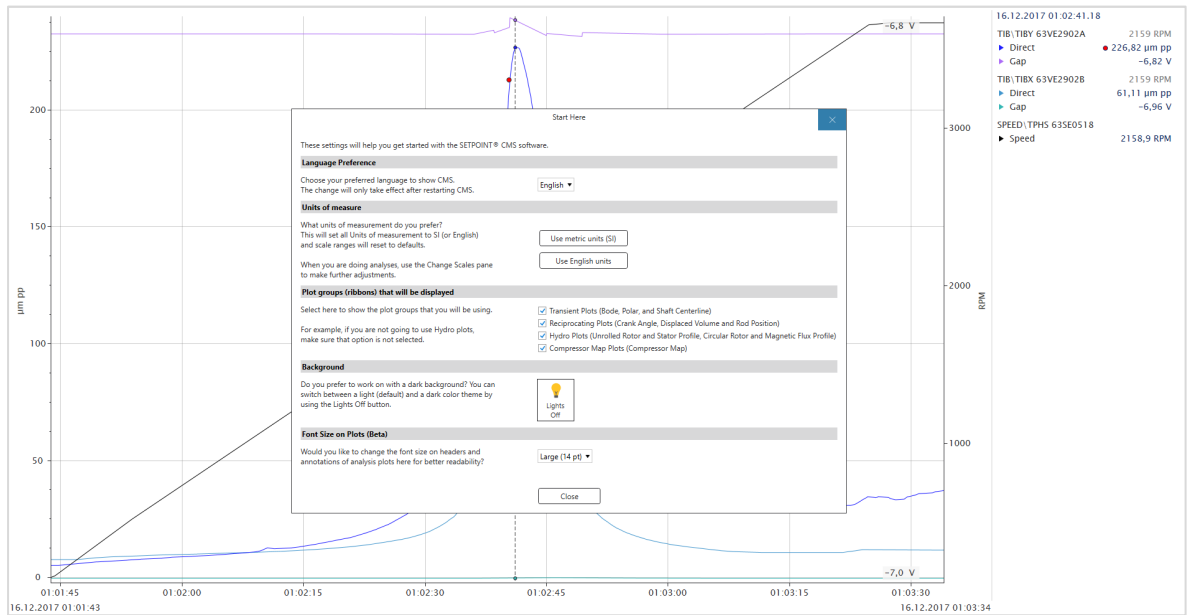 16.12.2017 01:02:41.18
TIB\TIBY 63VE2902A 2159 RPM
Direct 226,82 µm pp
Gap −6,82 V
TIB\TIBX 63VE2902B 2159 RPM
Direct 61,11 µm pp
Gap −6,96 V
SPEED\TPHS 63SE0518
Speed 2158,9 RPM
−6,8 V
200
150
100
50
0
µm pp
3000
2000
1000
RPM
−7,0 V
Start Here
These settings will help you get started with the SETPOINT® CMS software.
Language Preference
Choose your preferred language to show CMS.
The change will only take effect after restarting CMS.
English
Units of measure
What units of measurement do you prefer?
This will set all Units of measurement to SI (or English)
and scale ranges will reset to defaults.
When you are doing analyses, use the Change Scales pane
to make further adjustments.
Use metric units (SI)
Use English units
Plot groups (ribbons) that will be displayed
Select here to show the plot groups that you will be using.
For example, if you are not going to use Hydro plots,
make sure that option is not selected.
Transient Plots (Bode, Polar, and Shaft Centerline)
Reciprocating Plots (Crank Angle, Displaced Volume and Rod Position)
Hydro Plots (Unrolled Rotor and Stator Profile, Circular Rotor and Magnetic Flux Profile)
Compressor Map Plots (Compressor Map)
Background
Do you prefer to work on with a dark background? You can
switch between a light (default) and a dark color theme by
using the Lights Off button.
Lights
Off
Font Size on Plots (Beta)
Would you like to change the font size on headers and
annotations of analysis plots here for better readability?
Large (14 pt)
Close
01:01:45 01:02:00 01:02:15 01:02:30 01:02:45 01:03:00 01:03:15 01:03:30
16.12.2017 01:01:43 16.12.2017 01:03:34